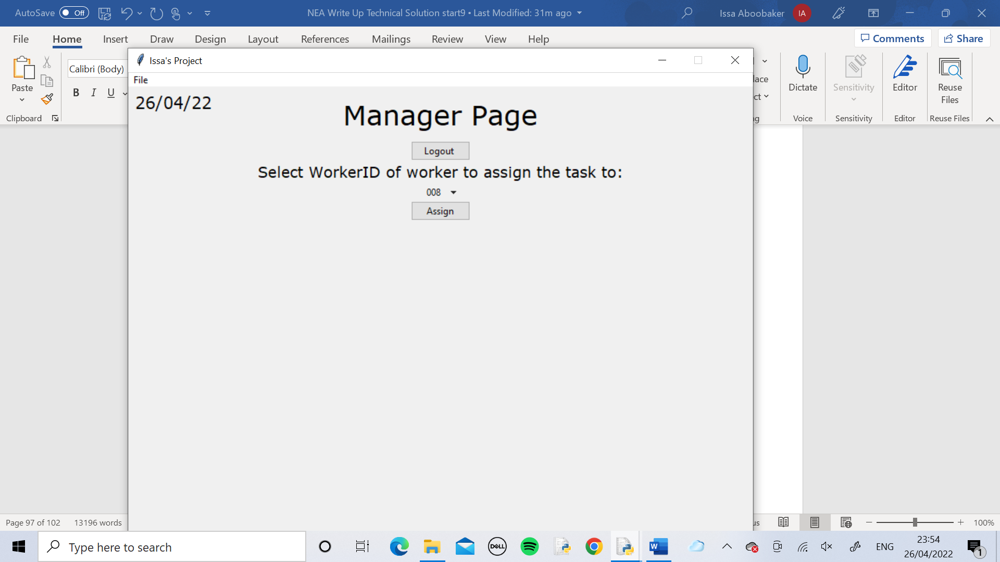 AutoSave Off NEA Write Up Technical Solution start9 • Last Modified: 31m ago Issa Aboobaker IA
File Home Insert Draw Design Layout References Mailings Review View Help Comments Share
Issa's Project
File
26/04/22
Manager Page
Logout
Select WorkerID of worker to assign the task to:
008
Assign
Paste
Clipboard
Calibri (Body)
B I U
lace
ct
Dictate
Voice
Sensitivity
Sensitivity
Editor
Editor
Reuse
Files
Reuse Files
Page 97 of 102 13196 words 100%
Type here to search
DELL
W
ENG
23:54
26/04/2022
1